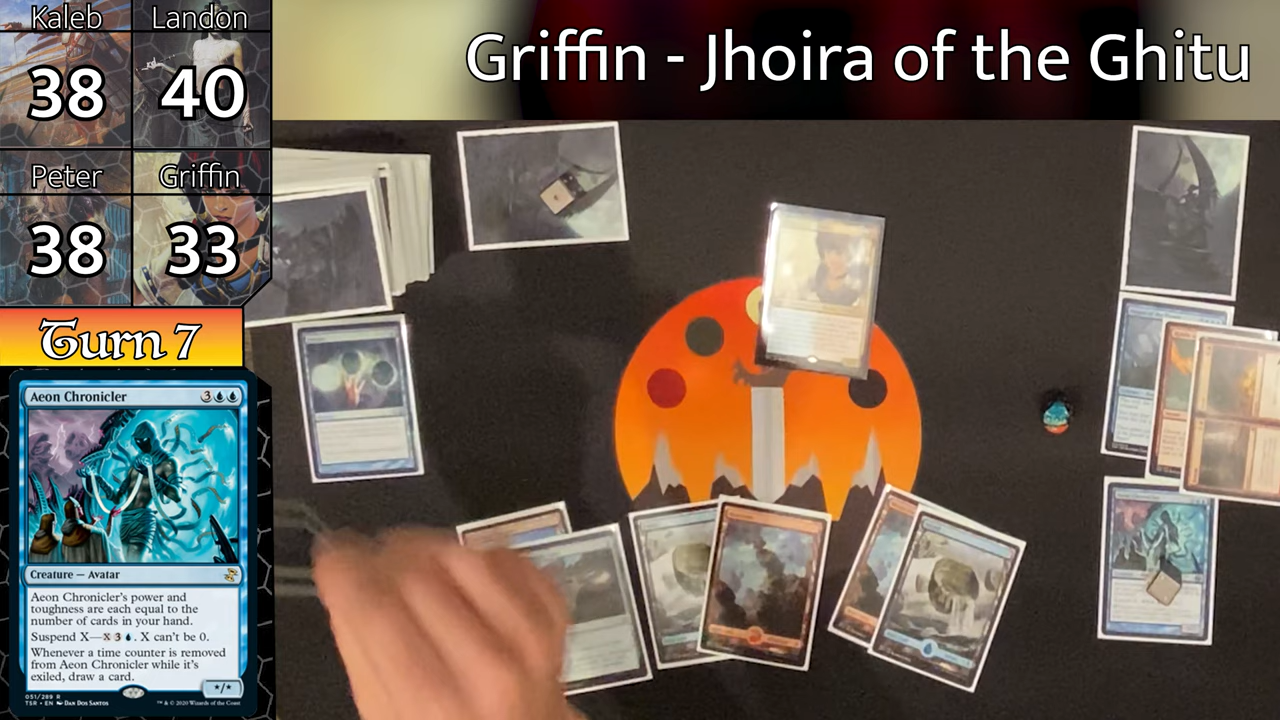 Kaleb
Landon
38
40
Peter
Griffin
38
33
Turn 7
Griffin - Jhoira of the Ghitu
Aeon Chronicler 3
Creature — Avatar
Aeon Chronicler's power and
toughness are each equal to the
number of cards in your hand.
Suspend X—X 3. X can't be 0.
Whenever a time counter is removed
from Aeon Chronicler while it's
exiled, draw a card.
*/*
051/289 R
TSR • EN Dan Dos Santos
™ & © 2020 Wizards of the Coast